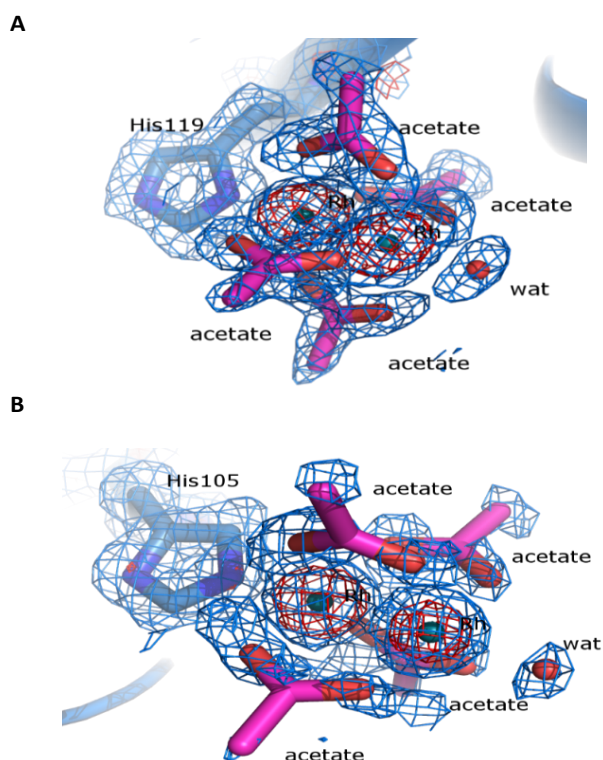 A
His119
acetate
Rh
acetate
Rh
wat
acetate
acetate
B
His105
acetate
acetate
Rh
Rh
wat
acetate
acetate